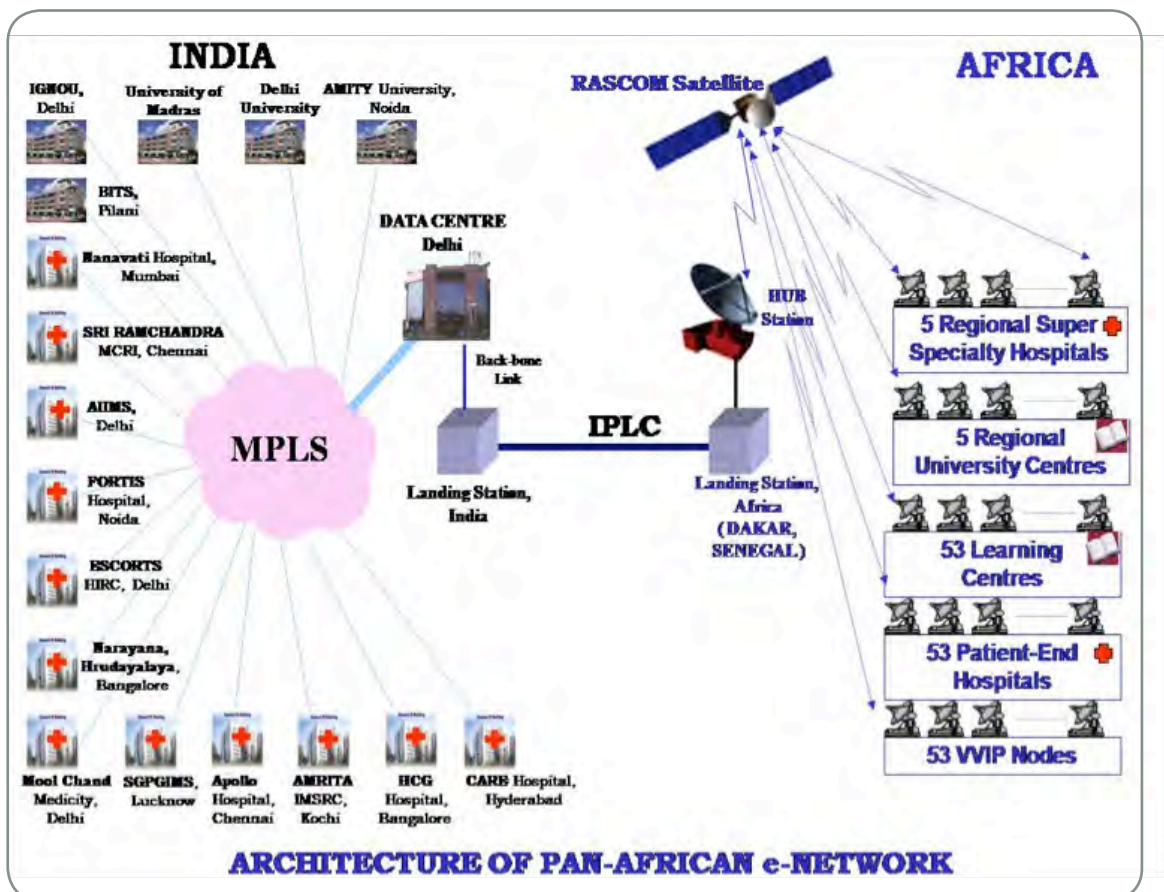 INDIA
AFRICA
IGNOU,
Delhi
University of
Madras
Delhi
University
AMITY University,
Noida
RASCOM Satellite
BITS,
Pilani
DATA CENTRE
Delhi
Nanavati Hospital,
Mumbai
HUB
Station
SRI RAMCHANDRA
MCRI, Chennai
Back-bone
Link
AIIMS,
Delhi
MPLS
IPLC
FORTIS
Hospital,
Noida
Landing Station,
India
Landing Station,
Africa
(DAKAR,
SENEGAL)
ESCORTS
HIRC, Delhi
Narayana,
Hrudayalaya,
Bangalore
5 Regional Super
Specialty Hospitals
5 Regional
University Centres
53 Learning
Centres
53 Patient-End
Hospitals
53 VVIP Nodes
Mool Chand
Medicity,
Delhi
SGPGIMS,
Lucknow
Apollo
Hospital,
Chennai
AMRITA
IMSRC,
Kochi
HCG
Hospital,
Bangalore
CARE Hospital,
Hyderabad
ARCHITECTURE OF PAN-AFRICAN e-NETWORK